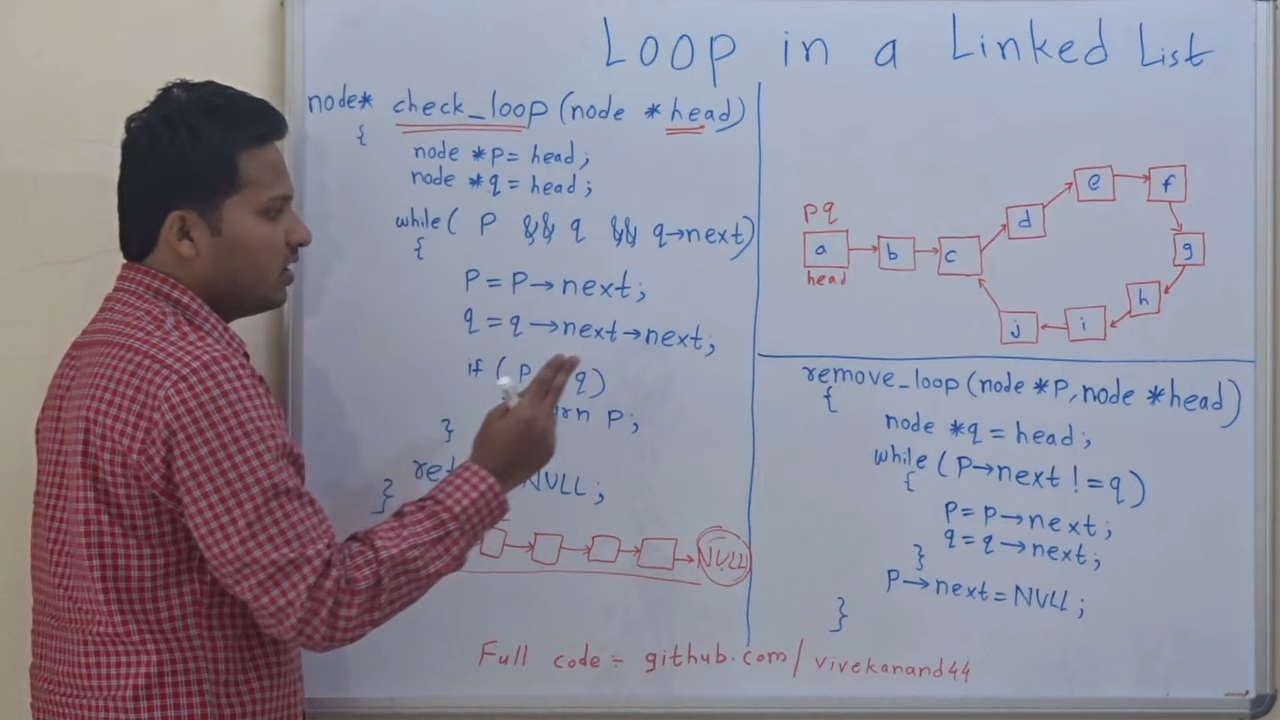 Loop in a Linked List
node* check_loop (node *head)
{
node *p = head;
node *q = head;
while( P && q && q→next)
{
P = P→next;
q = q→next→next;
if ( P q)
P;
}
NULL;
}
NULL
pq
a b c d e f g h i j
head
remove_loop (node *P, node *head)
{
node *q = head;
while ( P→next != q)
{
P = P→next;
q = q→next;
}
P→next = NULL;
}
Full code :- github.com/vivekanand44